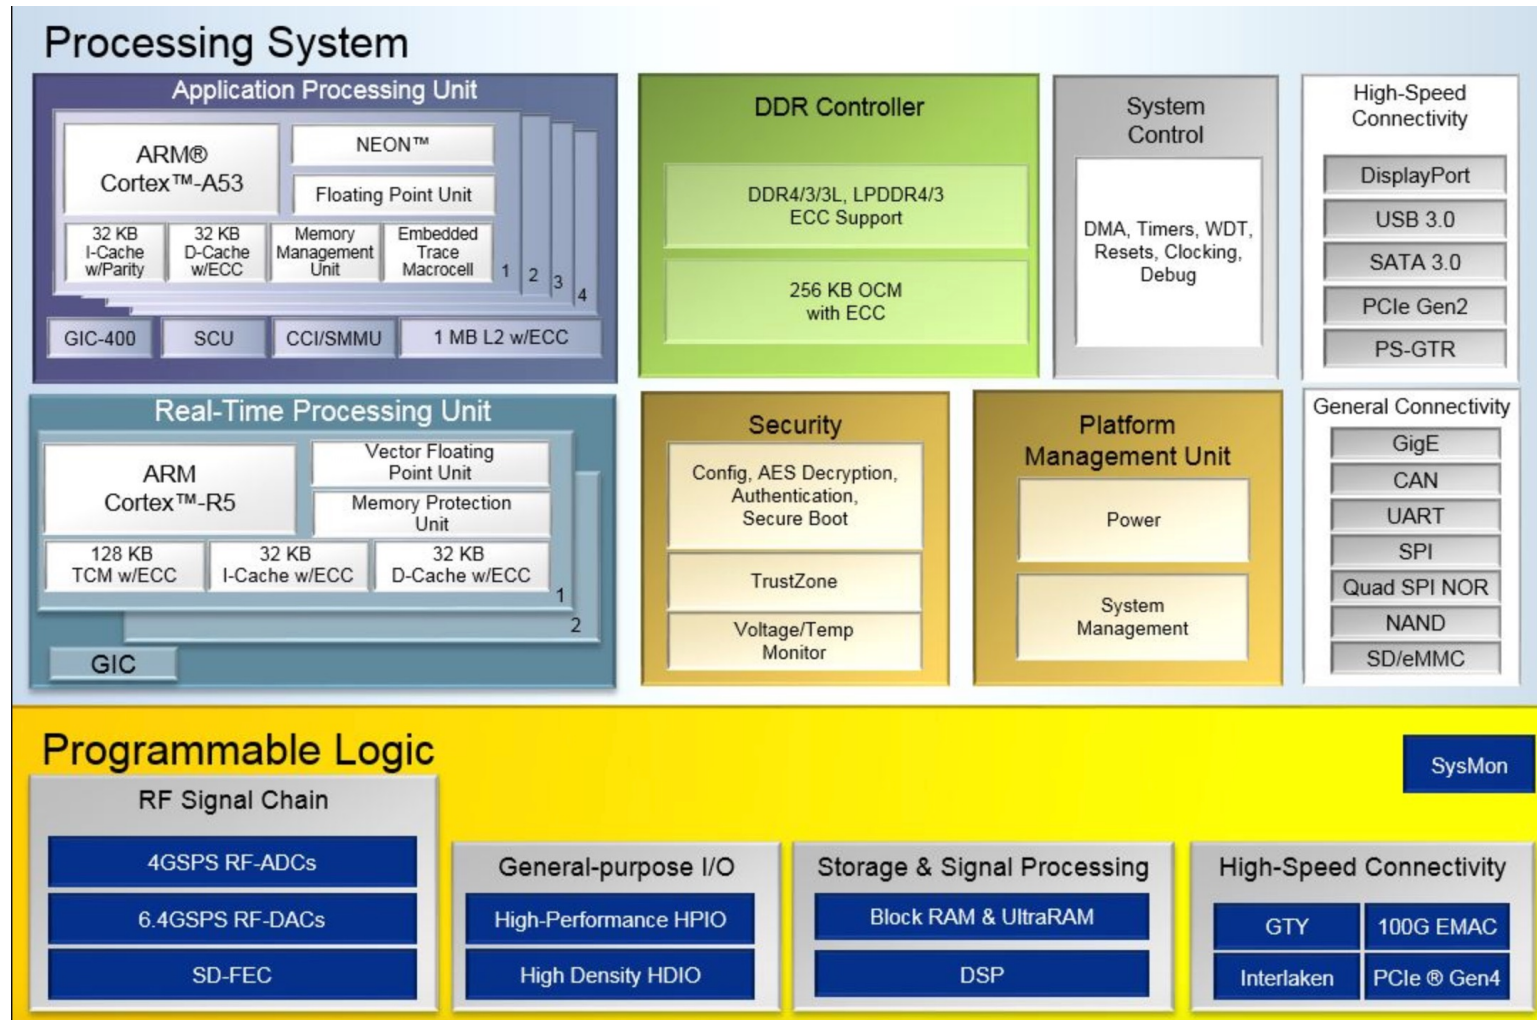 Processing System
Application Processing Unit
ARM®
Cortex™-A53
NEON™
Floating Point Unit
32 KB
I-Cache
w/Parity
32 KB
D-Cache
w/ECC
Memory
Management
Unit
Embedded
Trace
Macrocell
1
2
3
4
GIC-400
SCU
CCI/SMMU
1 MB L2 w/ECC
DDR Controller
DDR4/3/3L, LPDDR4/3
ECC Support
256 KB OCM
with ECC
System
Control
DMA, Timers, WDT,
Resets, Clocking,
Debug
High-Speed
Connectivity
DisplayPort
USB 3.0
SATA 3.0
PCIe Gen2
PS-GTR
Real-Time Processing Unit
ARM
Cortex™-R5
Vector Floating
Point Unit
Memory Protection
Unit
128 KB
TCM w/ECC
32 KB
I-Cache w/ECC
32 KB
D-Cache w/ECC
1
2
GIC
Security
Config, AES Decryption,
Authentication,
Secure Boot
TrustZone
Voltage/Temp
Monitor
Platform
Management Unit
Power
System
Management
General Connectivity
GigE
CAN
UART
SPI
Quad SPI NOR
NAND
SD/eMMC
Programmable Logic
SysMon
RF Signal Chain
4GSPS RF-ADCs
6.4GSPS RF-DACs
SD-FEC
General-purpose I/O
High-Performance HPIO
High Density HDIO
Storage & Signal Processing
Block RAM & UltraRAM
DSP
High-Speed Connectivity
GTY
100G EMAC
Interlaken
PCIe ® Gen4